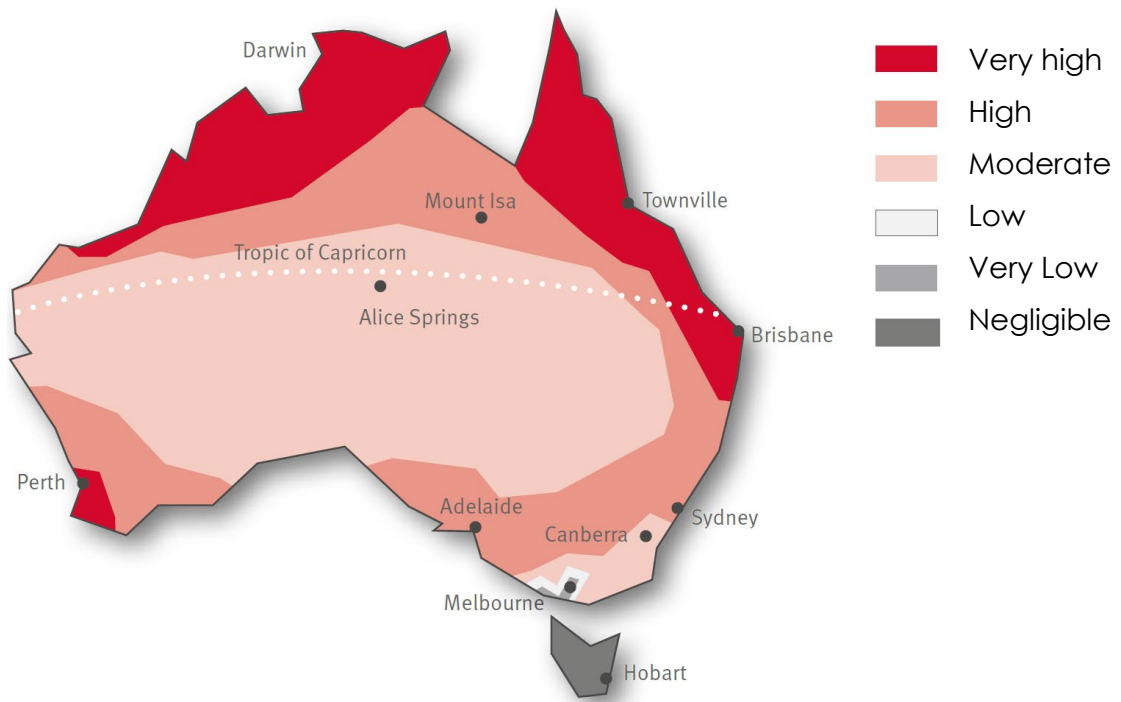 Darwin
Very high
High
Moderate
Mount Isa
Townville
Low
Tropic of Capricorn
Very Low
Alice Springs
Negligible
Brisbane
Perth
Adelaide
Sydney
Canberra
Melbourne
Hobart